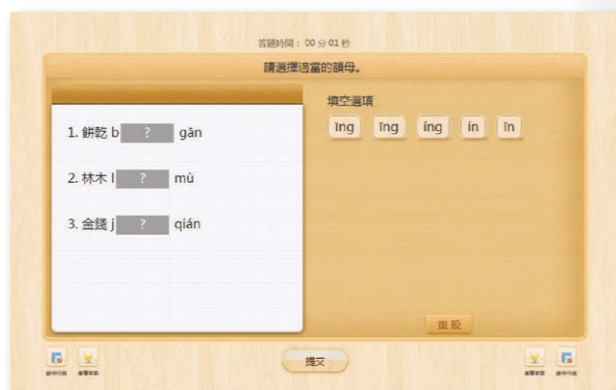 答題時間：00 分 01 秒
請選擇適當的韻母。
1. 餅乾 b ? gān
2. 林木 l ? mù
3. 金錢 j ? qián
填空選項
īng īng íng ín īn
重設
提交